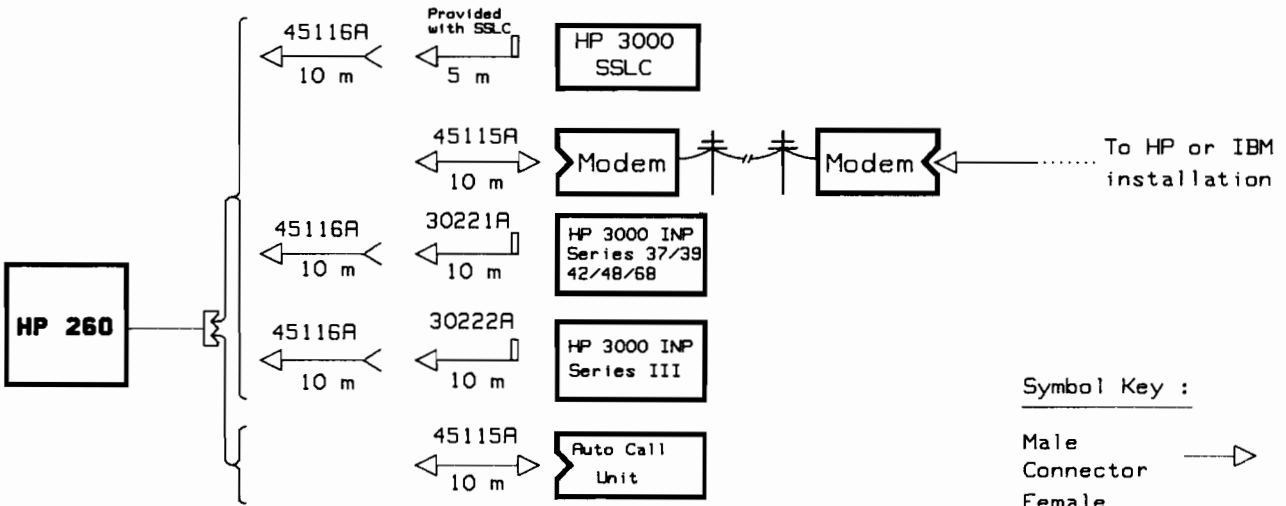 45116A
10 m
Provided
with SSLC
5 m
HP 3000
SSLC
45115A
10 m
Modem
Modem
To HP or IBM
installation
45116A
10 m
30221A
10 m
HP 3000 INP
Series 37/39
42/48/68
HP 260
45116A
10 m
30222A
10 m
HP 3000 INP
Series III
45115A
10 m
Auto Call
Unit
Symbol Key :
Male
Connector
Female